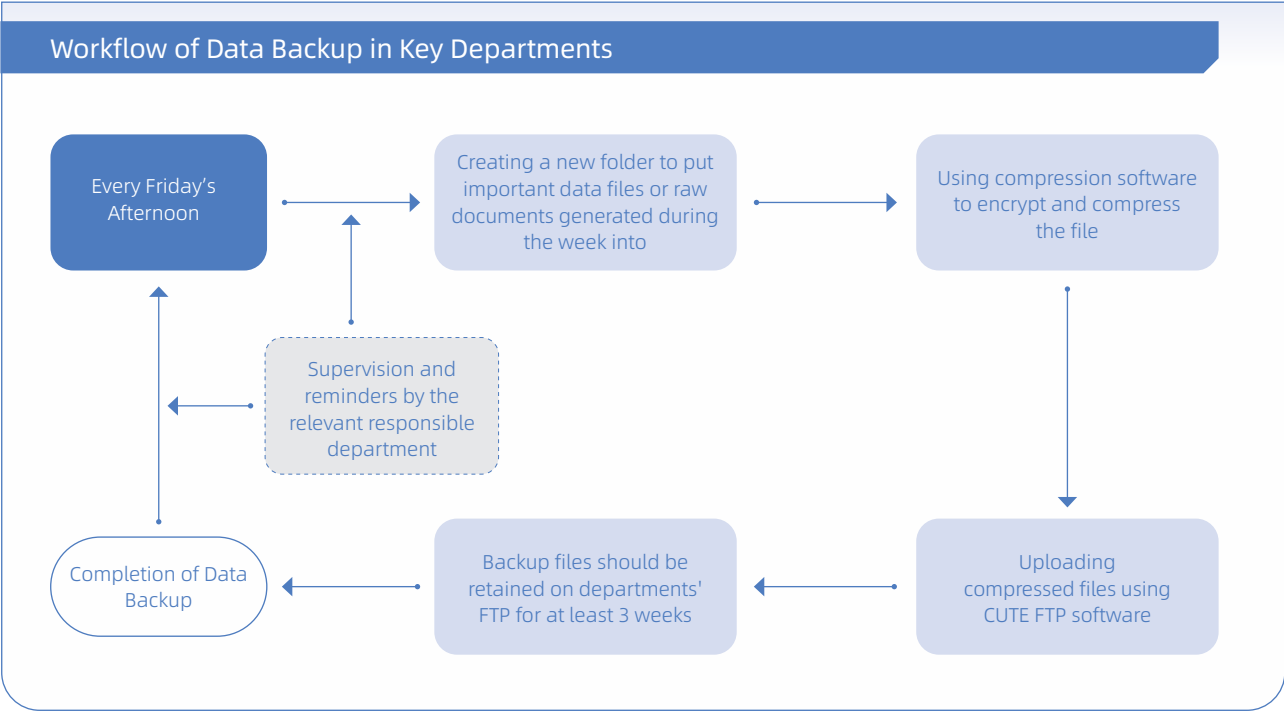 Workflow of Data Backup in Key Departments
Every Friday’s
Afternoon
Creating a new folder to put
important data files or raw
documents generated during
the week into
Using compression software
to encrypt and compress
the file
Supervision and
reminders by the
relevant responsible
department
Completion of Data
Backup
Backup files should be
retained on departments'
FTP for at least 3 weeks
Uploading
compressed files using
CUTE FTP software